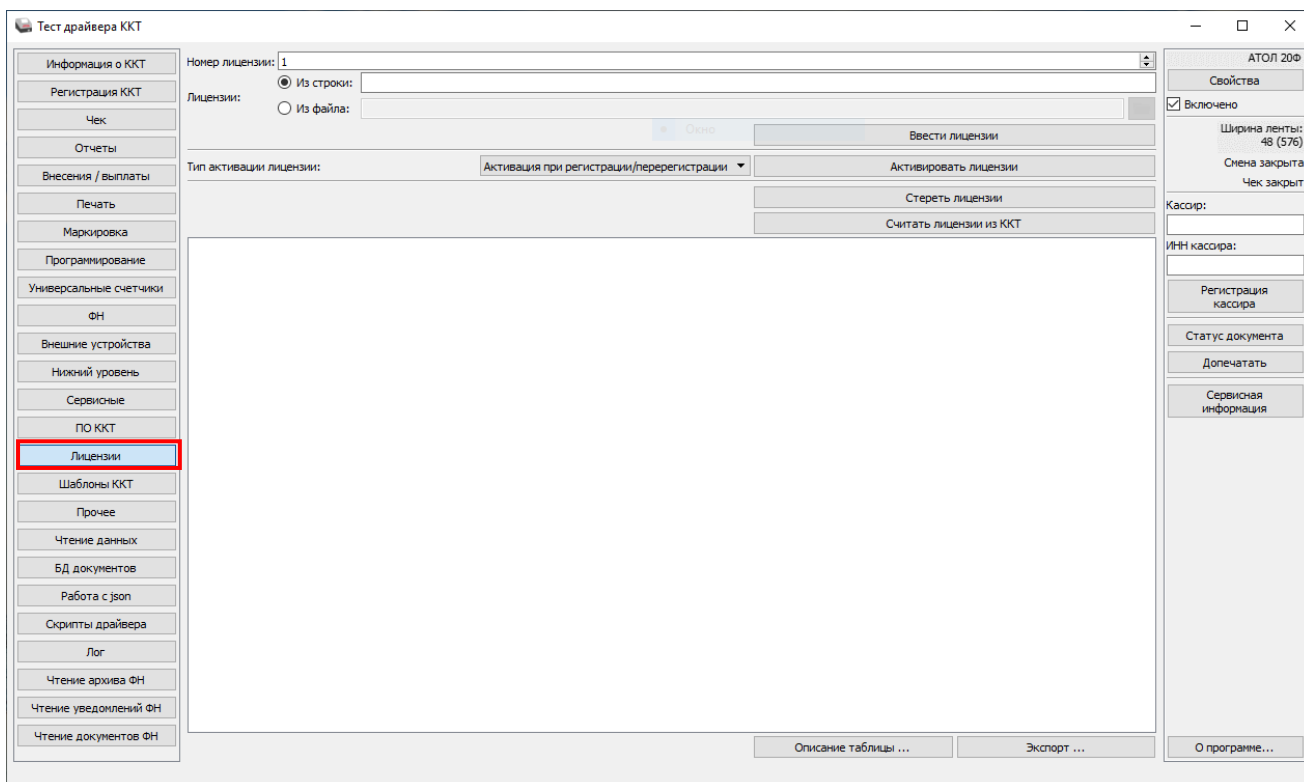 Тест драйвера ККТ
Информация о ККТ
Регистрация ККТ
Чек
Отчеты
Внесения / выплаты
Печать
Маркировка
Программирование
Универсальные счетчики
ФН
Внешние устройства
Нижний уровень
Сервисные
ПО ККТ
Лицензии
Шаблоны ККТ
Прочее
Чтение данных
БД документов
Работа с json
Скрипты драйвера
Лог
Чтение архива ФН
Чтение уведомлений ФН
Чтение документов ФН
Номер лицензии: 1
Лицензии:
Из строки:
Из файла:
Окно
Ввести лицензии
Тип активации лицензии: Активация при регистрации/перерегистрации
Активировать лицензии
Стереть лицензии
Считать лицензии из ККТ
Описание таблицы ...
Экспорт ...
АТОЛ 20Ф
Свойства
Включено
Ширина ленты:
48 (576)
Смена закрыта
Чек закрыт
Кассир:
ИНН кассира:
Регистрация
кассира
Статус документа
Допечатать
Сервисная
информация
О программе...